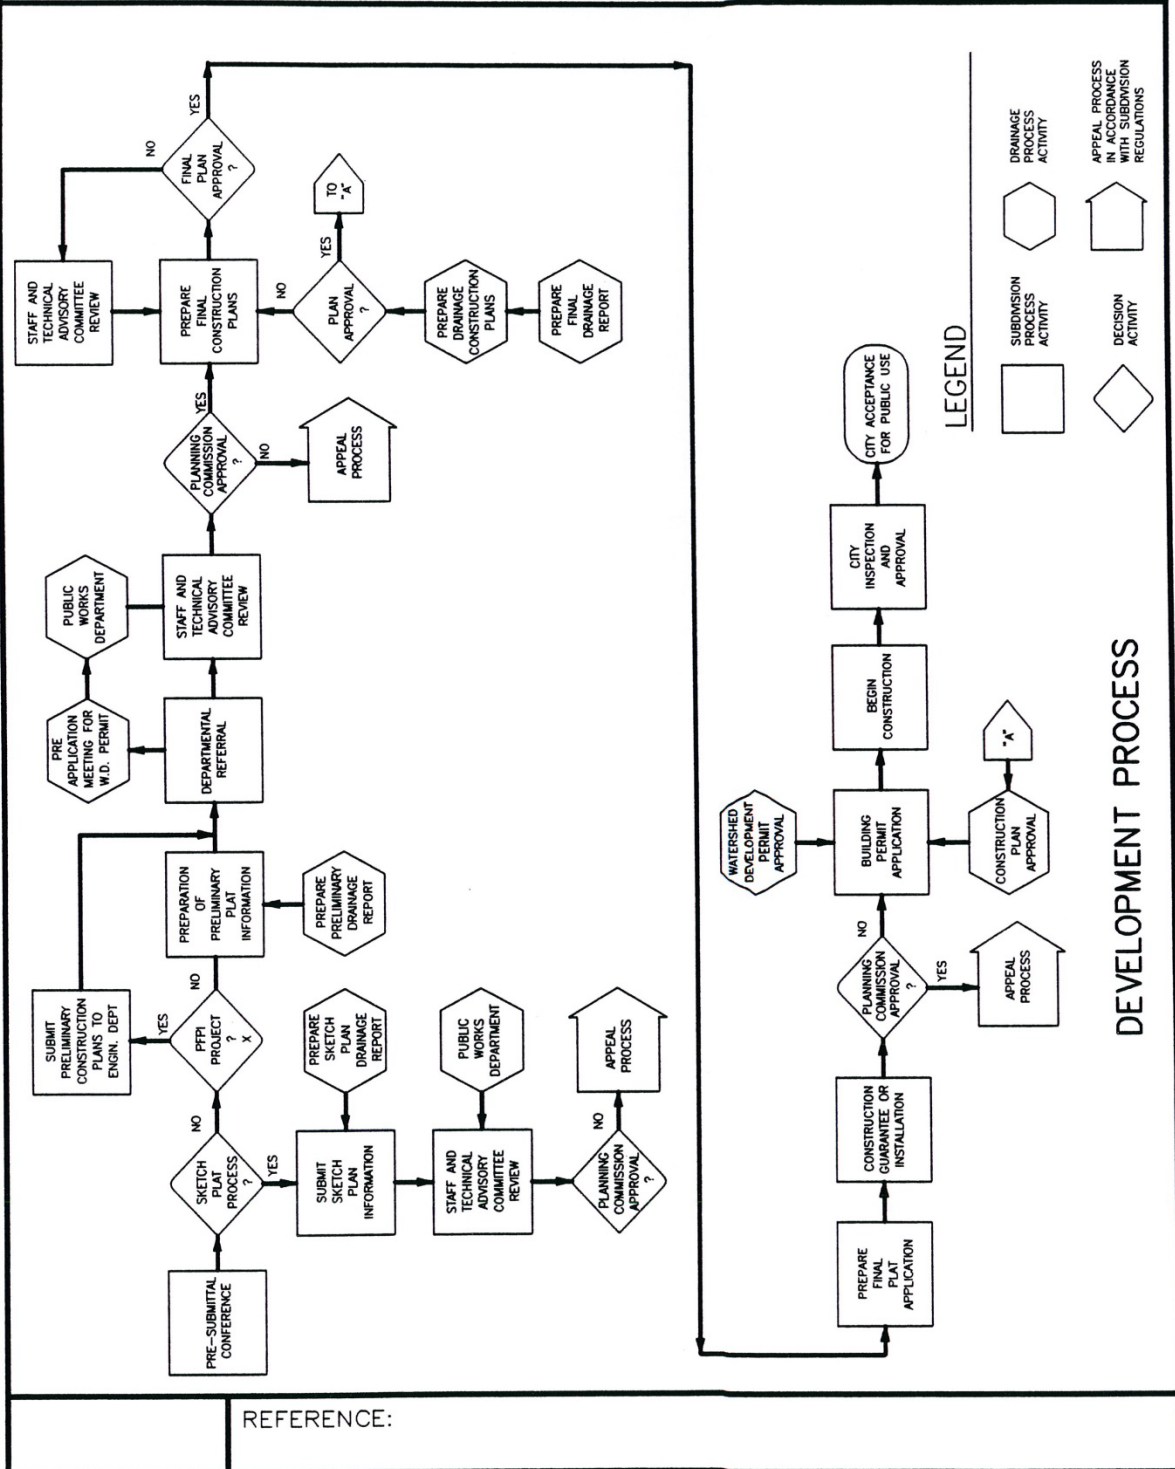 PRE-SUBMITTAL
CONFERENCE
SKETCH
PLAT
PROCESS
?
NO
YES
PFPI
PROJECT
?
X
YES
NO
SUBMIT
PRELIMINARY
CONSTRUCTION
PLANS TO
ENGIN. DEPT
PREPARATION
OF
PRELIMINARY
PLAT
INFORMATION
PREPARE
PRELIMINARY
DRAINAGE
REPORT
SUBMIT
SKETCH
PLAN
INFORMATION
PREPARE
SKETCH
PLAN
DRAINAGE
REPORT
STAFF AND
TECHNICAL
ADVISORY
COMMITTEE
REVIEW
PUBLIC
WORKS
DEPARTMENT
PLANNING
COMMISSION
APPROVAL
?
NO
APPEAL
PROCESS
DEPARTMENTAL
REFERRAL
PRE
APPLICATION
MEETING FOR
W.D. PERMIT
PUBLIC
WORKS
DEPARTMENT
STAFF AND
TECHNICAL
ADVISORY
COMMITTEE
REVIEW
PLANNING
COMMISSION
APPROVAL
?
YES
NO
APPEAL
PROCESS
PREPARE
FINAL
CONSTRUCTION
PLANS
STAFF AND
TECHNICAL
ADVISORY
COMMITTEE
REVIEW
FINAL
PLAN
APPROVAL
?
NO
YES
NO
PLAN
APPROVAL
?
YES
TO
"A"
PREPARE
DRAINAGE
CONSTRUCTION
PLANS
PREPARE
FINAL
DRAINAGE
REPORT
PREPARE
FINAL
PLAT
APPLICATION
CONSTRUCTION
GUARANTEE OR
INSTALLATION
PLANNING
COMMISSION
APPROVAL
?
NO
YES
APPEAL
PROCESS
WATERSHED
DEVELOPMENT
PERMIT
APPROVAL
BUILDING
PERMIT
APPLICATION
CONSTRUCTION
PLAN
APPROVAL
"A"
BEGIN
CONSTRUCTION
CITY
INSPECTION
AND
APPROVAL
CITY ACCEPTANCE
FOR PUBLIC USE
LEGEND
SUBDIVISION
PROCESS
ACTIVITY
DRAINAGE
PROCESS
ACTIVITY
DECISION
ACTIVITY
APPEAL PROCESS
IN ACCORDANCE
WITH SUBDIVISION
REGULATIONS
DEVELOPMENT PROCESS
REFERENCE: